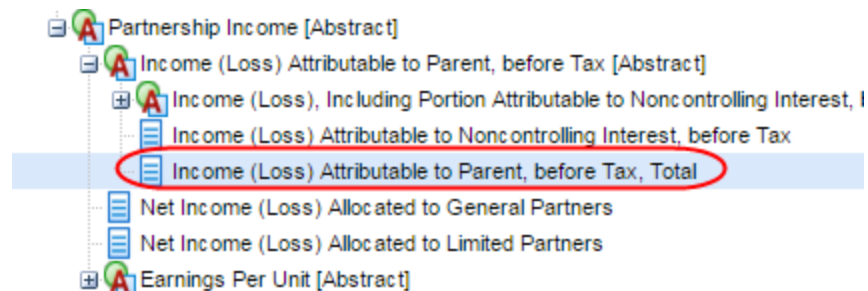 Partnership Income [Abstract]
Income (Loss) Attributable to Parent, before Tax [Abstract]
Income (Loss), Including Portion Attributable to Noncontrolling Interest,
Income (Loss) Attributable to Noncontrolling Interest, before Tax
Income (Loss) Attributable to Parent, before Tax, Total
Net Income (Loss) Allocated to General Partners
Net Income (Loss) Allocated to Limited Partners
Earnings Per Unit [Abstract]